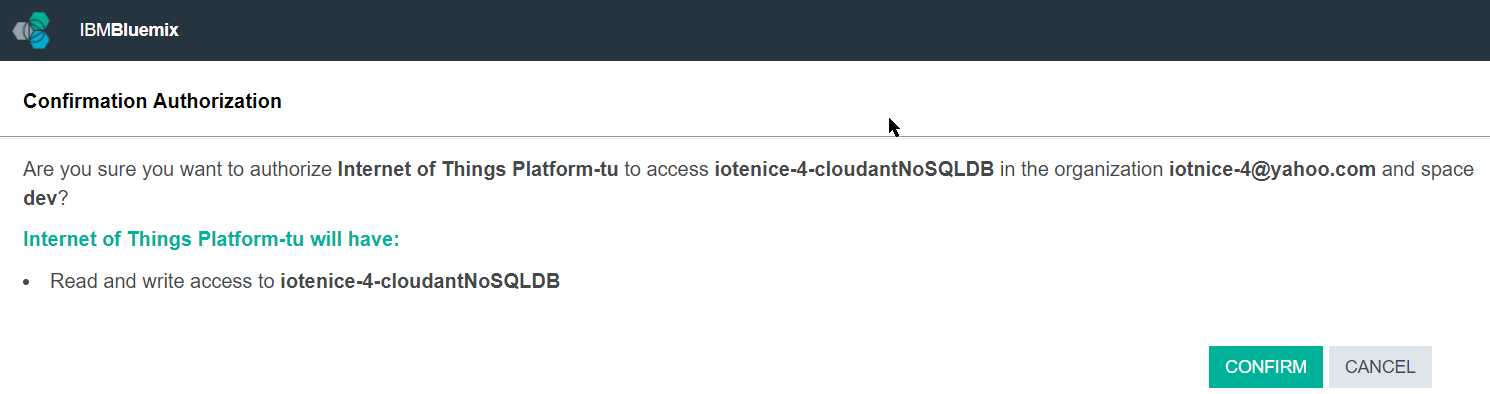 IBMBluemix
Confirmation Authorization
Are you sure you want to authorize Internet of Things Platform-tu to access iotenice-4-cloudantNoSQLDB in the organization iotnice-4@yahoo.com and space
dev?
Internet of Things Platform-tu will have:
• Read and write access to iotenice-4-cloudantNoSQLDB
CONFIRM CANCEL